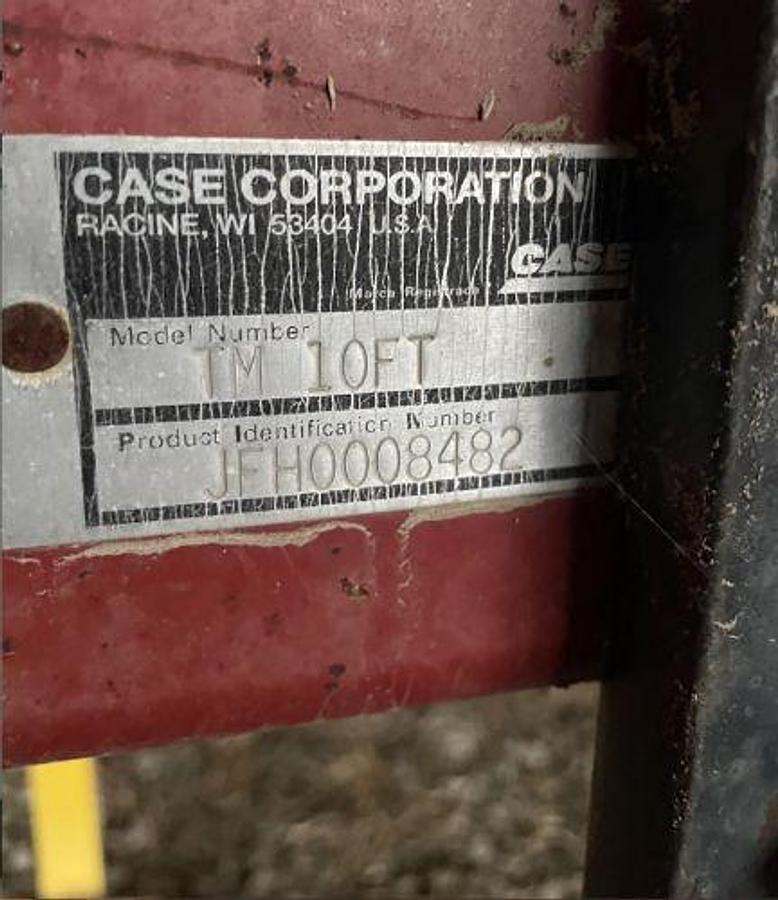 CASE CORPORATION
RACINE, WI 53404 U.S.A.
CASE
Marca Registrada
Model Number
TM 10FT
Product Identification Number
JFH0008482